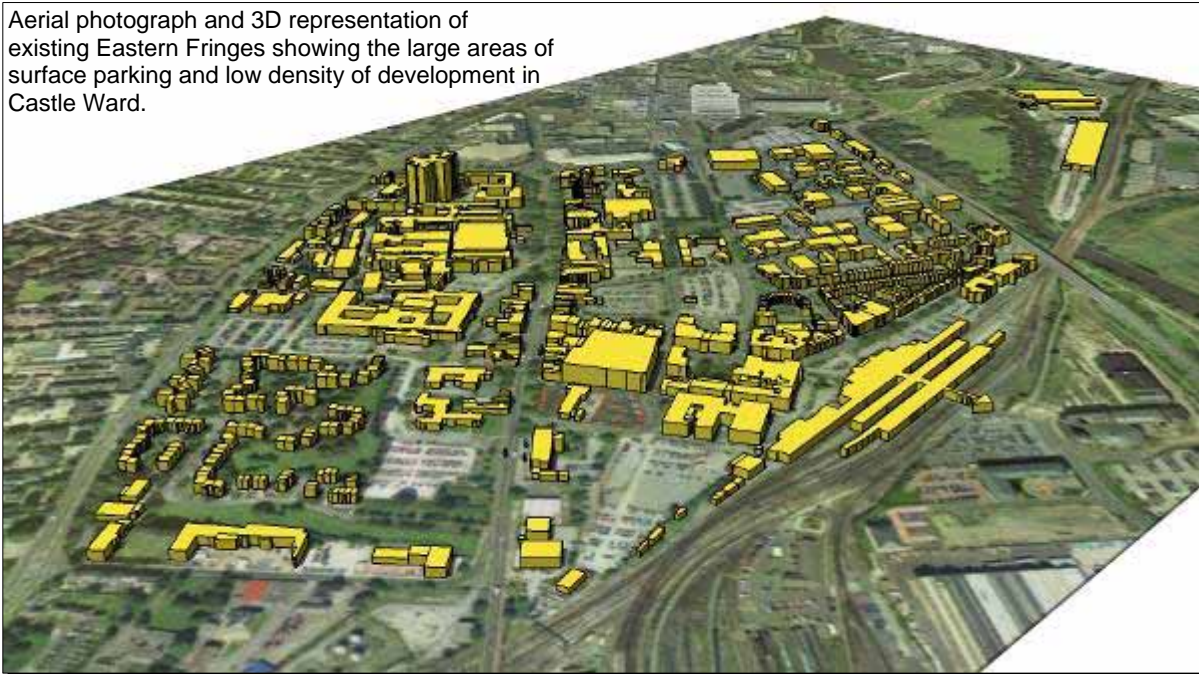 Aerial photograph and 3D representation of
existing Eastern Fringes showing the large areas of
surface parking and low density of development in
Castle Ward.